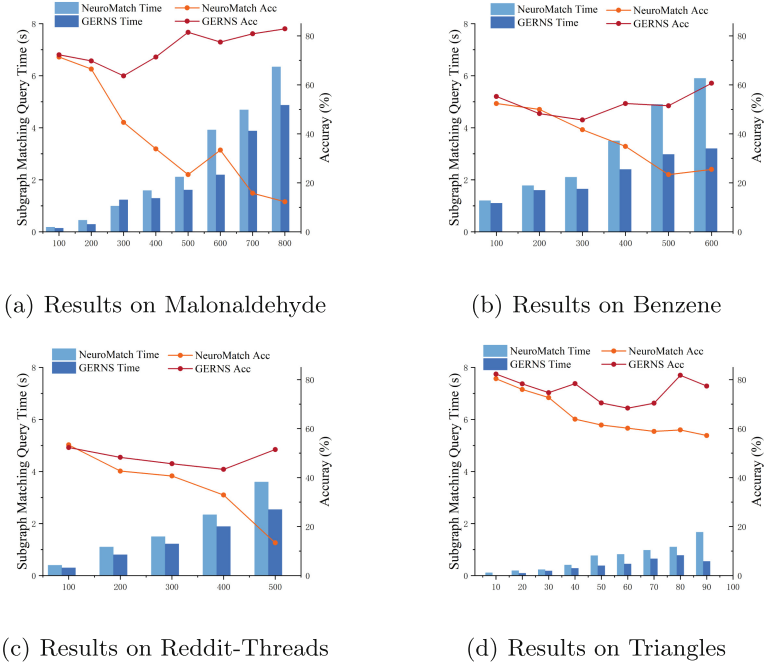 NeuroMatch Time NeuroMatch Acc
GERNS Time GERNS Acc
Subgraph Matching Query Time (s)
8
6
4
2
0
80
60
40
20
0
Accuray (%)
100 200 300 400 500 600 700 800
(a) Results on Malonaldehyde
NeuroMatch Time NeuroMatch Acc
GERNS Time GERNS Acc
Subgraph Matching Query Time (s)
8
6
4
2
0
80
60
40
20
0
Accuray (%)
100 200 300 400 500 600
(b) Results on Benzene
NeuroMatch Time NeuroMatch Acc
GERNS Time GERNS Acc
Subgraph Matching Query Time (s)
8
6
4
2
0
80
60
40
20
0
Accuray (%)
100 200 300 400 500
(c) Results on Reddit-Threads
NeuroMatch Time NeuroMatch Acc
GERNS Time GERNS Acc
Subgraph Matching Query Time (s)
8
6
4
2
0
80
60
40
20
0
Accuray (%)
10 20 30 40 50 60 70 80 90 100
(d) Results on Triangles